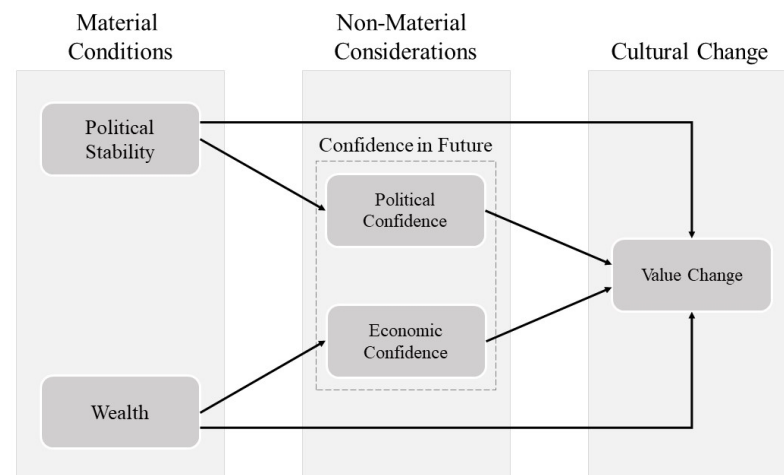 Material
Conditions
Non-Material
Considerations
Cultural Change
Political
Stability
Confidence in Future
Political
Confidence
Value Change
Economic
Confidence
Wealth